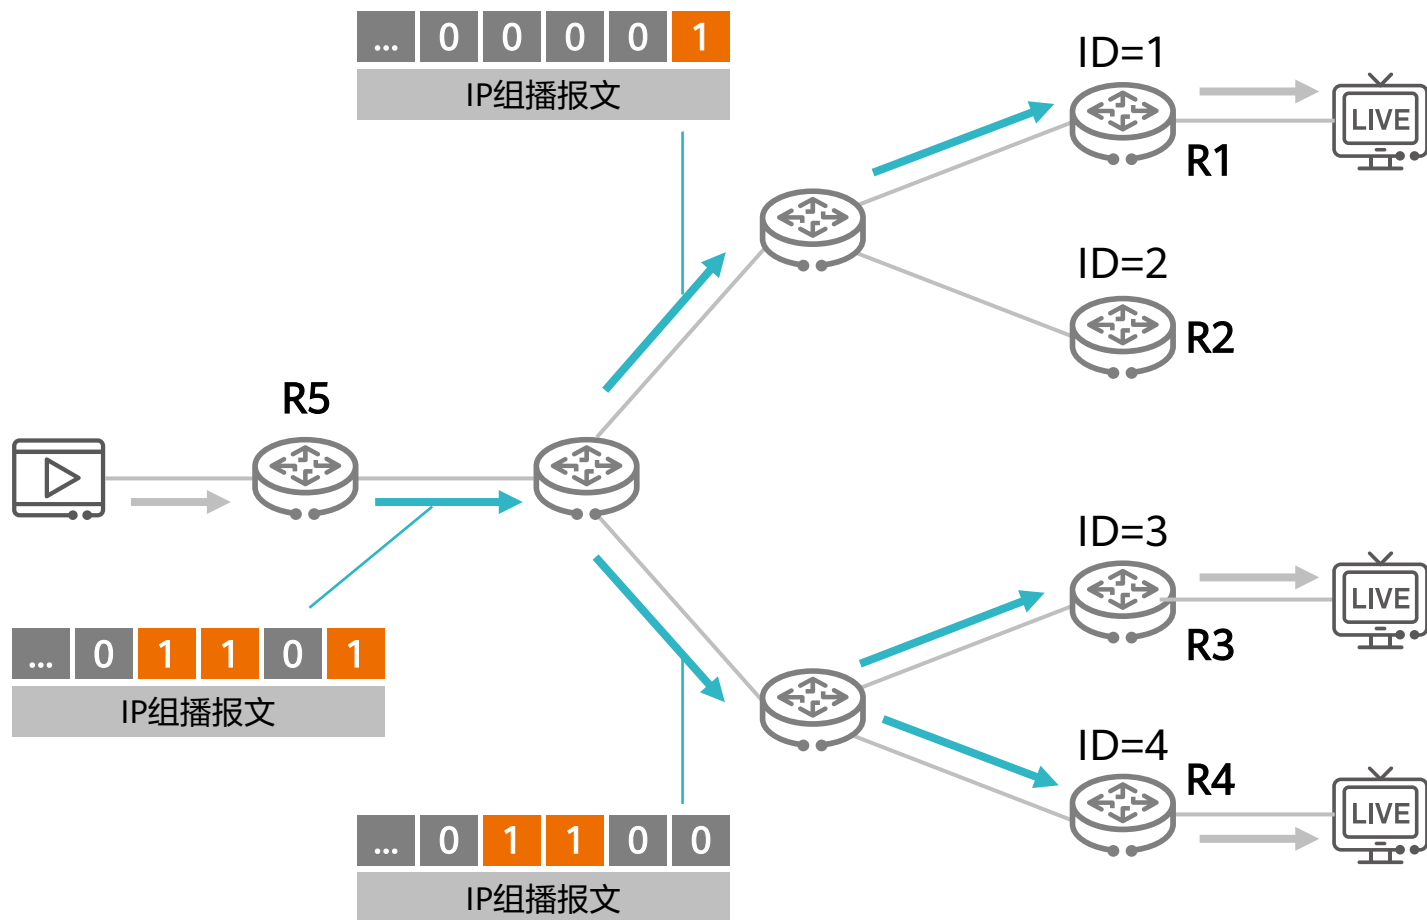 ... 0 0 0 0 1
IP组播报文
ID=1
LIVE
R1
ID=2
R2
R5
ID=3
LIVE
R3
... 0 1 1 0 1
IP组播报文
ID=4
R4
LIVE
... 0 1 1 0 0
IP组播报文